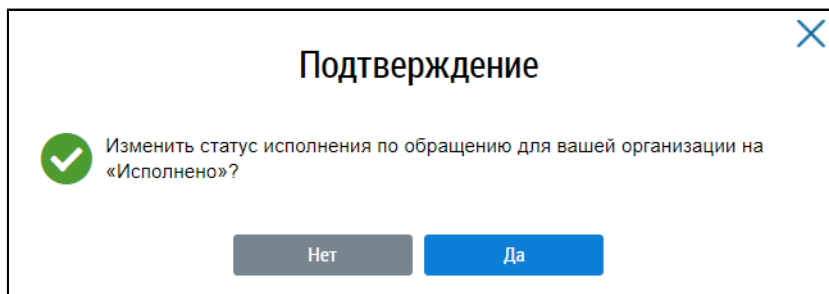 Подтверждение
Изменить статус исполнения по обращению для вашей организации на
«Исполнено»?
Нет
Да